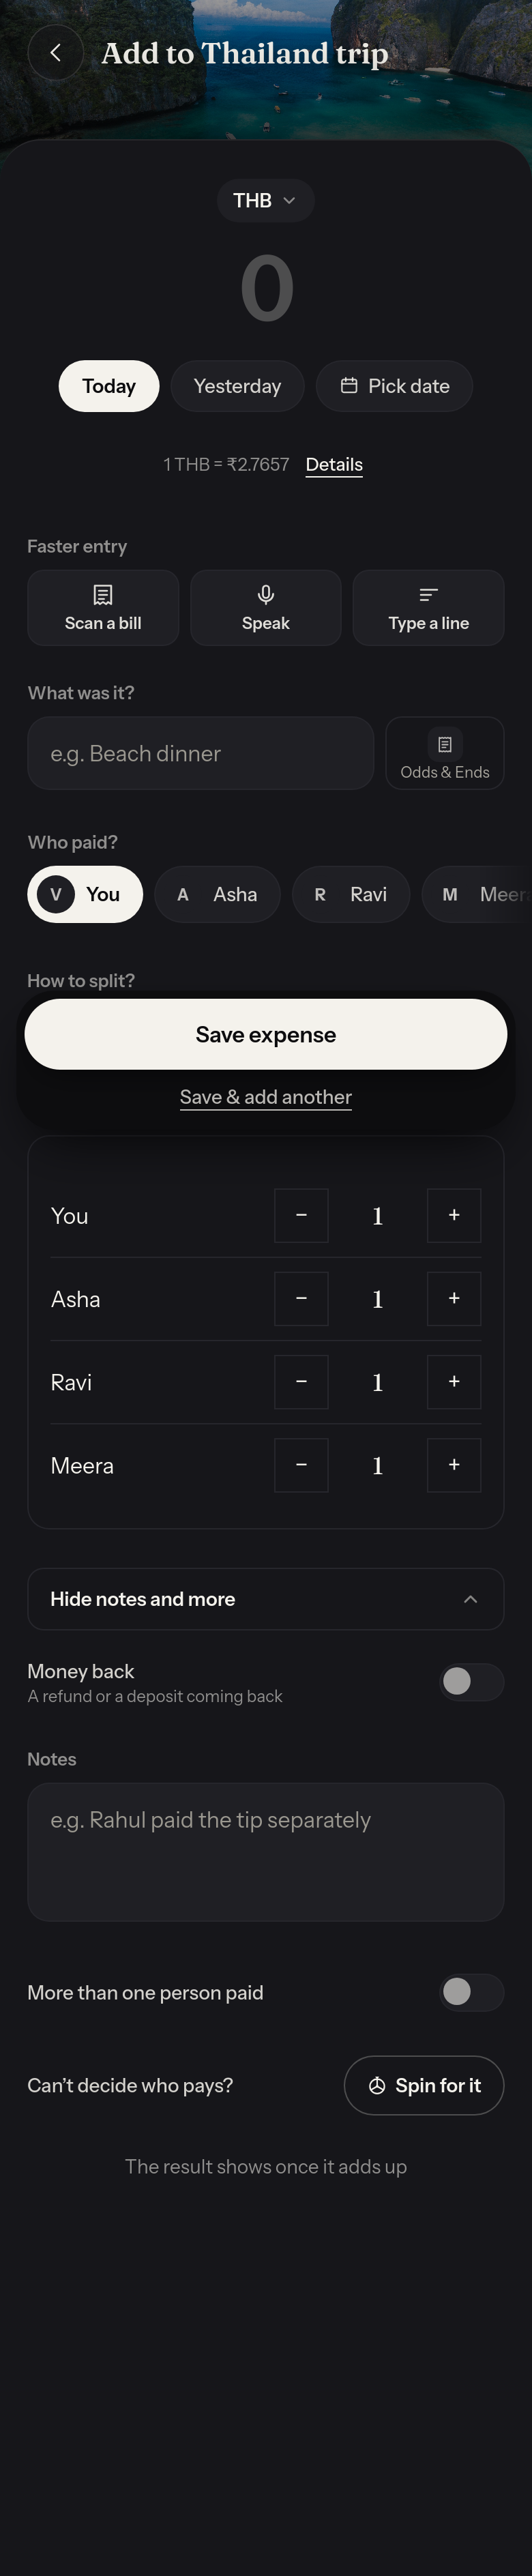 Add to Thailand trip
THB
0
Today Yesterday Pick date
1 THB = ₹2.7657 Details
Faster entry
Scan a bill Speak Type a line
What was it?
e.g. Beach dinner
Odds & Ends
Who paid?
V You A Asha R Ravi M Meera
How to split?
Save expense
Save & add another
You − 1 +
Asha − 1 +
Ravi − 1 +
Meera − 1 +
Hide notes and more
Money back
A refund or a deposit coming back
Notes
e.g. Rahul paid the tip separately
More than one person paid
Can’t decide who pays? Spin for it
The result shows once it adds up